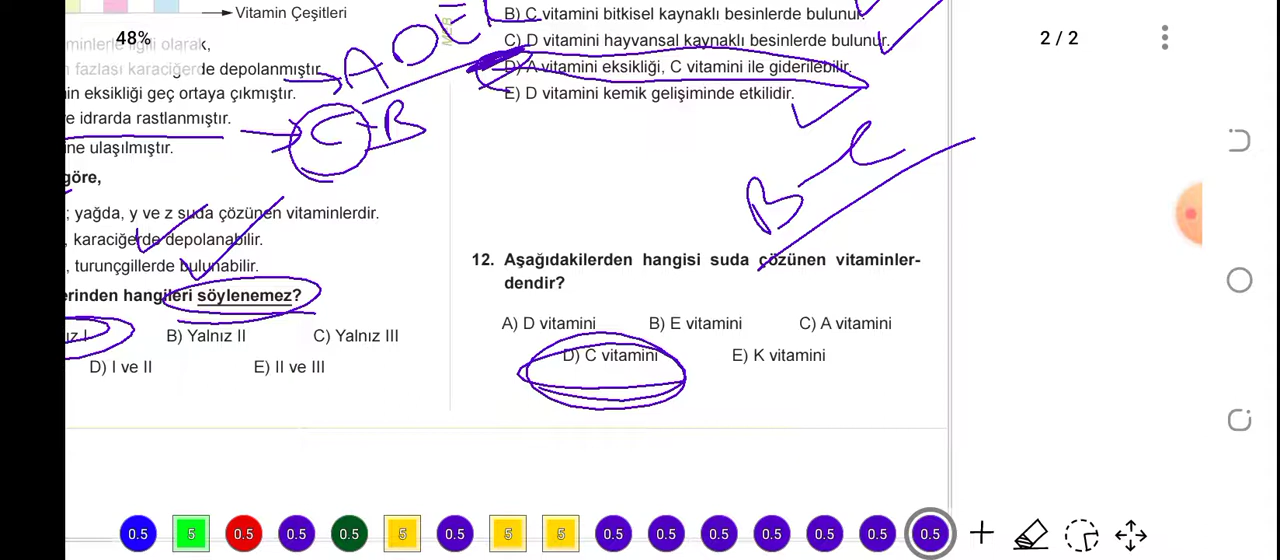 Vitamin Çeşitleri
48%
minlerle ilgili olarak,
fazlası karaciğerde depolanmıştır.
in eksikliği geç ortaya çıkmıştır.
e idrarda rastlanmıştır.
ine ulaşılmıştır.
göre,
; yağda, y ve z suda çözünen vitaminlerdir.
, karaciğerde depolanabilir.
, turunçgillerde bulunabilir.
erinden hangileri söylenemez?
ız I
B) Yalnız II
C) Yalnız III
D) I ve II
E) II ve III
A D E
C B
B) C vitamini bitkisel kaynaklı besinlerde bulunur.
C) D vitamini hayvansal kaynaklı besinlerde bulunur.
D) A vitamini eksikliği, C vitamini ile giderilebilir.
E) D vitamini kemik gelişiminde etkilidir.
B C
12. Aşağıdakilerden hangisi suda çözünen vitaminler-
dendir?
A) D vitamini B) E vitamini C) A vitamini
D) C vitamini E) K vitamini
2 / 2
0.5 5 0.5 0.5 0.5 5 0.5 5 5 0.5 0.5 0.5 0.5 0.5 0.5 0.5